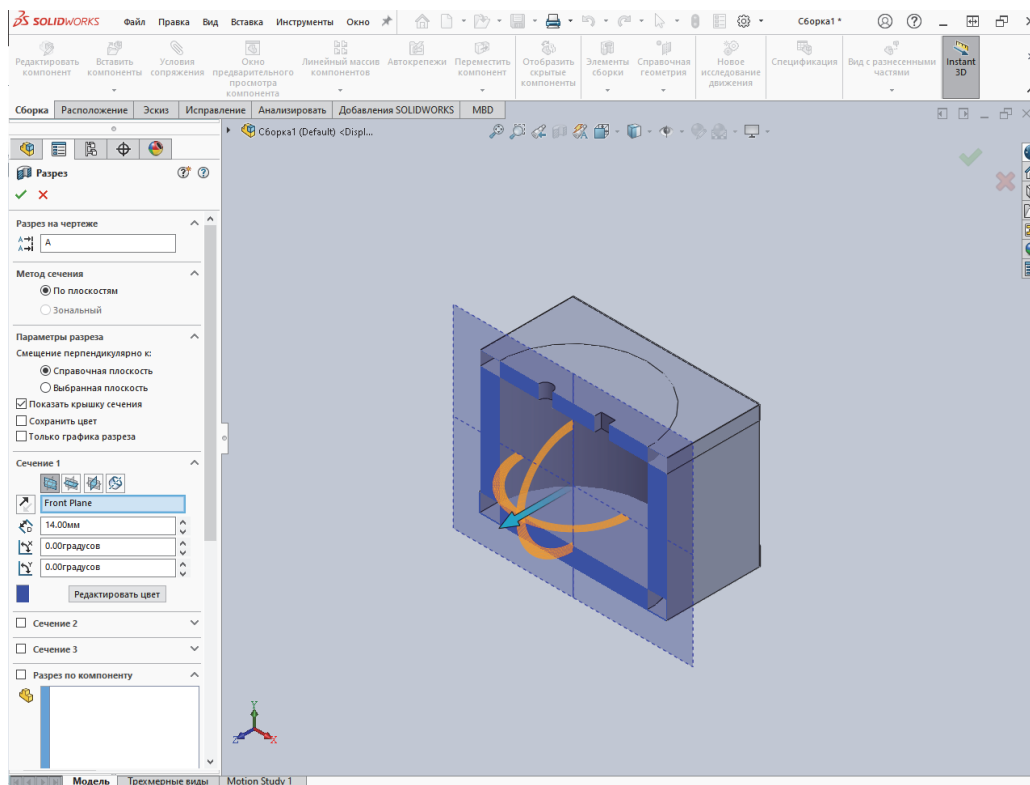 SOLIDWORKS Файл Правка Вид Вставка Инструменты Окно Сборка1 *
Редактировать компонент
Вставить компоненты
Условия сопряжения
Окно предварительного просмотра компонента
Линейный массив компонентов
Автокрепежи
Переместить компонент
Отобразить скрытые компоненты
Элементы сборки
Справочная геометрия
Новое исследование движения
Спецификация
Вид с разнесенными частями
Instant 3D
Сборка Расположение Эскиз Исправление Анализировать Добавления SOLIDWORKS MBD
Сборка1 (Default) <Displ...
Разрез
Разрез на чертеже
A
Метод сечения
По плоскостям
Зональный
Параметры разреза
Смещение перпендикулярно к:
Справочная плоскость
Выбранная плоскость
Показать крышку сечения
Сохранить цвет
Только графика разреза
Сечение 1
Front Plane
14.00мм
0.00градусов
0.00градусов
Редактировать цвет
Сечение 2
Сечение 3
Разрез по компоненту
Y
Z X
Модель Трехмерные виды Motion Study 1